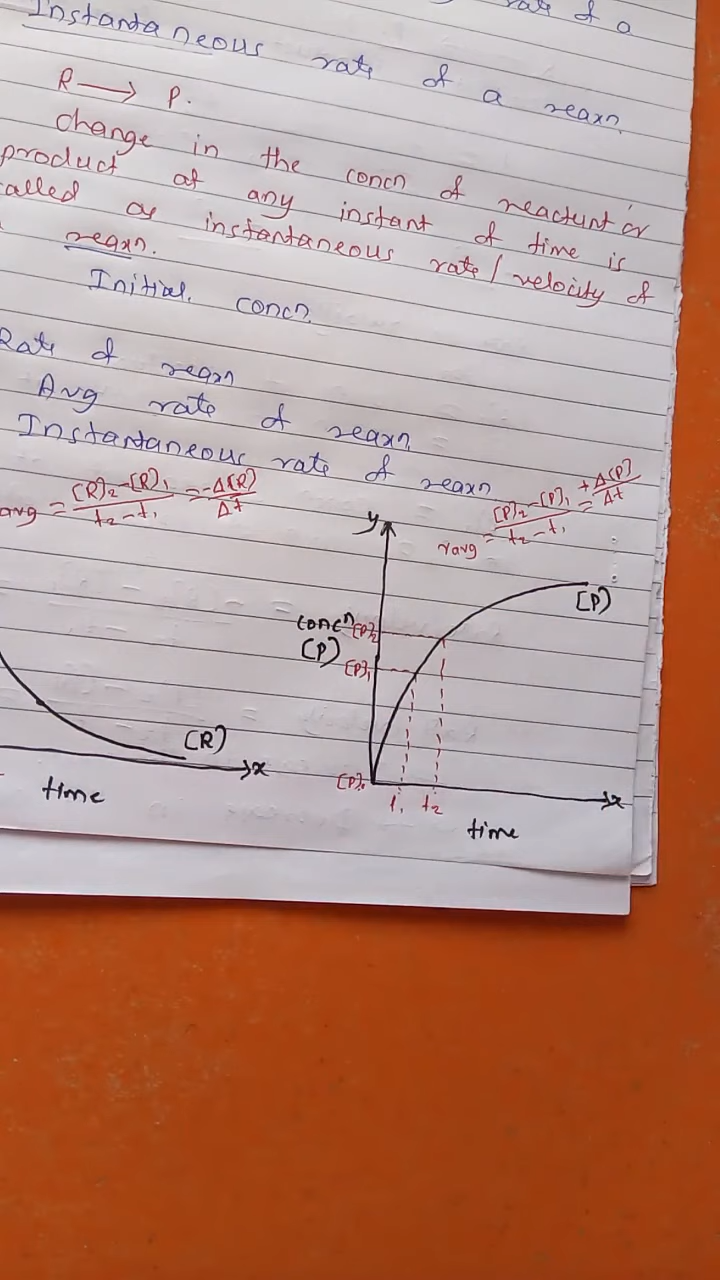 rate of a
Instantaneous rate of a reaxn.
R → P.
change in the concn of reactant or
product at any instant of time is
called as instantaneous rate / velocity of
reaxn.
Initial concn.
Rate of reaxn
Avg rate of reaxn
Instantaneous rate of reaxn
avg = [R]₂-[R]₁ / t₂-t₁ = -Δ[R] / Δt
ravg = [P]₂-[P]₁ / t₂-t₁ = +Δ[P] / Δt
y
[P]
concⁿ [P]₂
[P]
[P]₁
[R]
x
[P]₀
t₁ t₂
x
time
time